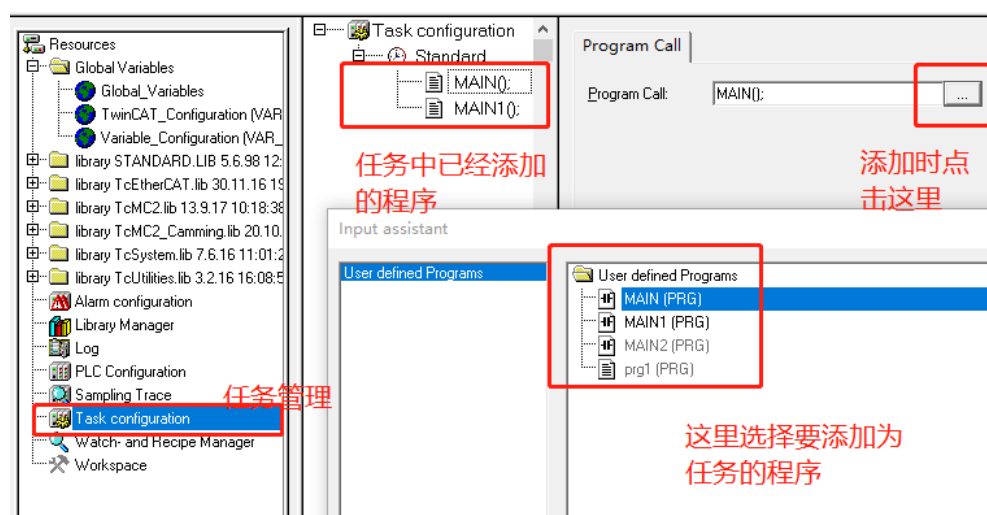 Resources
Global Variables
Global_Variables
TwinCAT_Configuration (VAR
Variable_Configuration (VAR_
library STANDARD.LIB 5.6.98 12:
library TcEtherCAT.lib 30.11.16 19
library TcMC2.lib 13.9.17 10:18:38
library TcMC2_Camming.lib 20.10.
library TcSystem.lib 7.6.16 11:01:2
library TcUtilities.lib 3.2.16 16:08:5
Alarm configuration
Library Manager
Log
PLC Configuration
Sampling Trace
Task configuration
Watch- and Recipe Manager
Workspace
任务管理
Task configuration
Standard
MAIN();
MAIN1();
任务中已经添加
的程序
Program Call
Program Call:
MAIN();
...
添加时点
击这里
Input assistant
User defined Programs
User defined Programs
MAIN (PRG)
MAIN1 (PRG)
MAIN2 (PRG)
prg1 (PRG)
这里选择要添加为
任务的程序